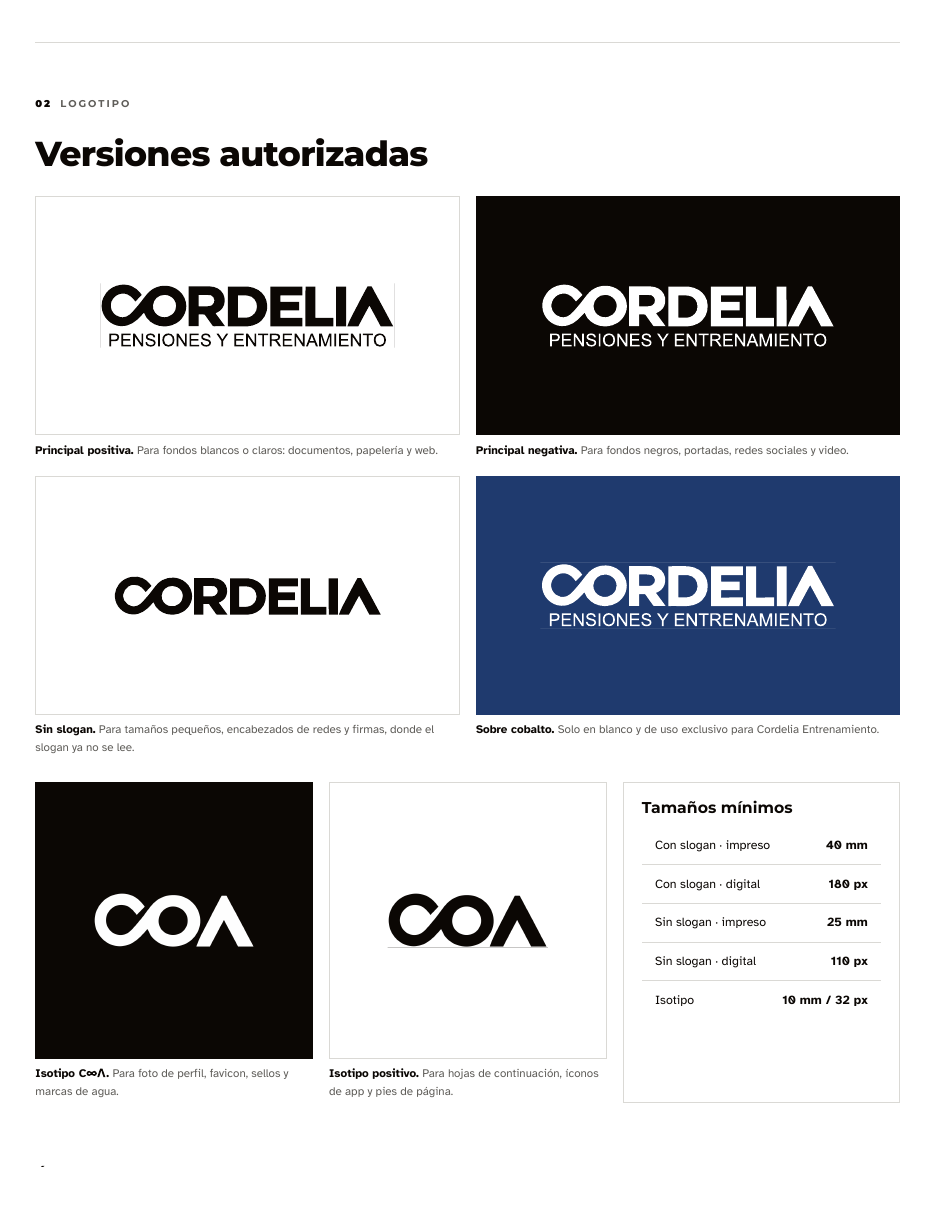 02 LOGOTIPO
Versiones autorizadas
CORDELIA
PENSIONES Y ENTRENAMIENTO
CORDELIA
PENSIONES Y ENTRENAMIENTO
Principal positiva. Para fondos blancos o claros: documentos, papelería y web.
Principal negativa. Para fondos negros, portadas, redes sociales y video.
CORDELIA
CORDELIA
PENSIONES Y ENTRENAMIENTO
Sin slogan. Para tamaños pequeños, encabezados de redes y firmas, donde el
slogan ya no se lee.
Sobre cobalto. Solo en blanco y de uso exclusivo para Cordelia Entrenamiento.
COA
COA
Isotipo C∞Λ. Para foto de perfil, favicon, sellos y
marcas de agua.
Isotipo positivo. Para hojas de continuación, iconos
de app y pies de página.
Tamaños mínimos
Con slogan · impreso 40 mm
Con slogan · digital 180 px
Sin slogan · impreso 25 mm
Sin slogan · digital 110 px
Isotipo 10 mm / 32 px
-